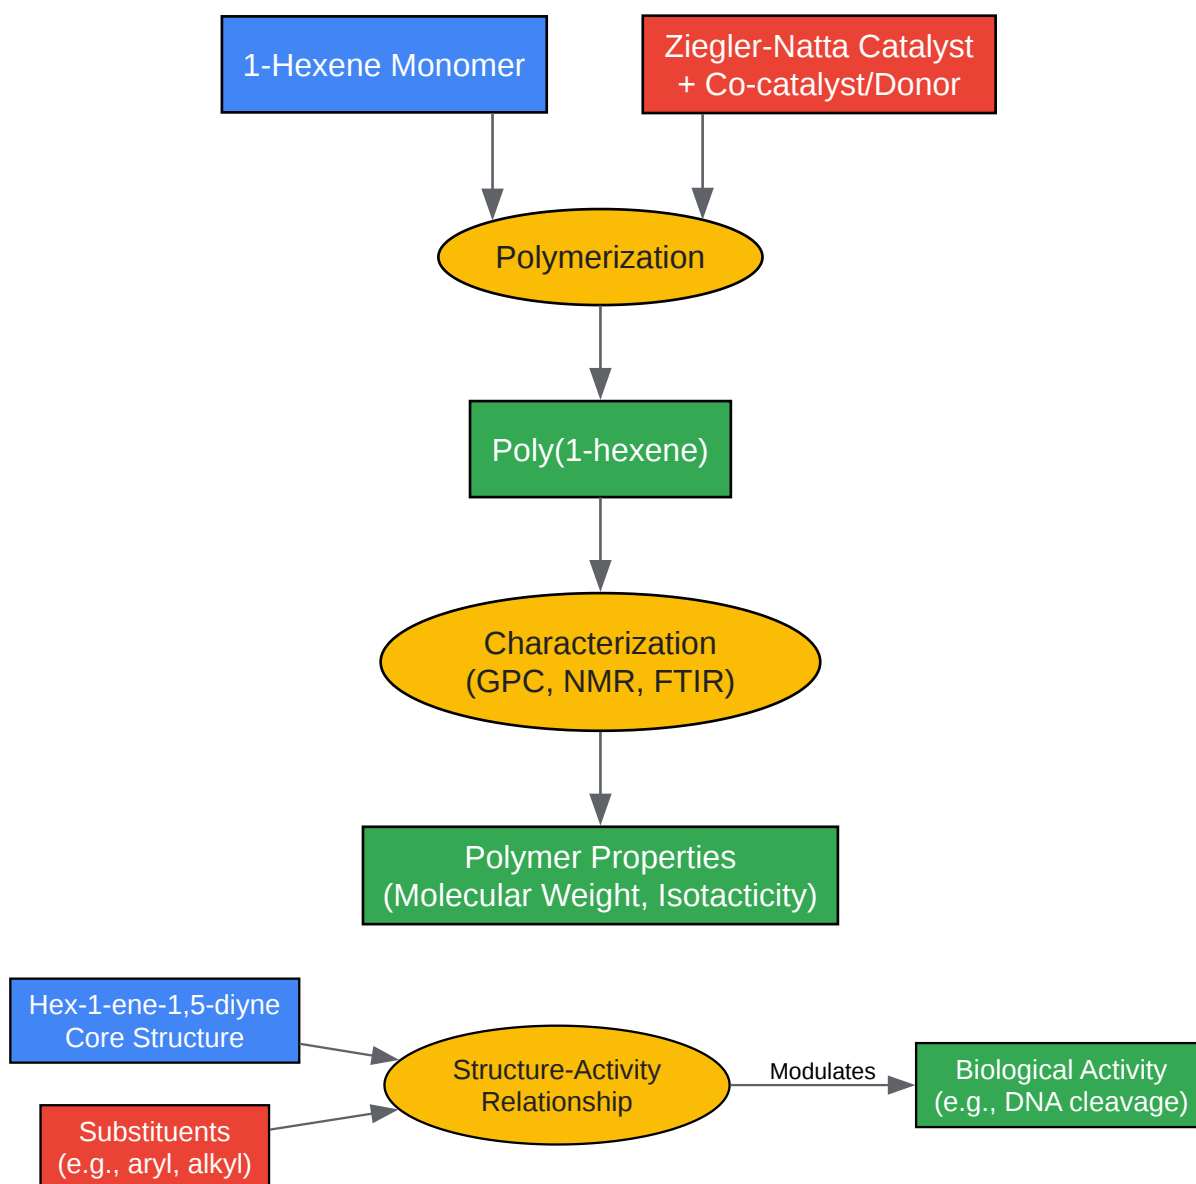 1-Hexene Monomer
Ziegler-Natta Catalyst
+ Co-catalyst/Donor
Polymerization
Poly(1-hexene)
Characterization
(GPC, NMR, FTIR)
Polymer Properties
(Molecular Weight, Isotacticity)
Hex-1-ene-1,5-diyne
Core Structure
Substituents
(e.g., aryl, alkyl)
Structure-Activity
Relationship
Modulates
Biological Activity
(e.g., DNA cleavage)